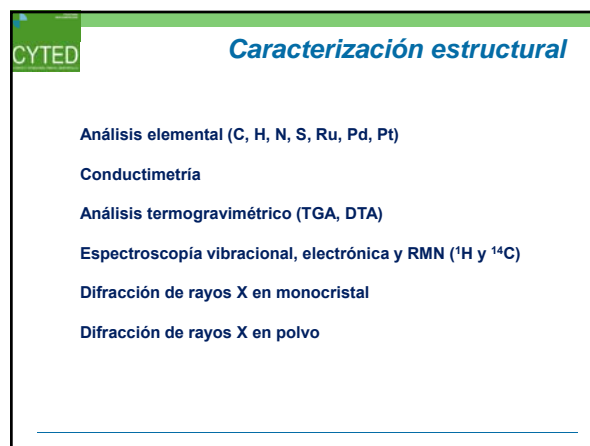 CYTED
Caracterización estructural
Análisis elemental (C, H, N, S, Ru, Pd, Pt)
Conductimetría
Análisis termogravimétrico (TGA, DTA)
Espectroscopía vibracional, electrónica y RMN (¹H y ¹⁴C)
Difracción de rayos X en monocristal
Difracción de rayos X en polvo